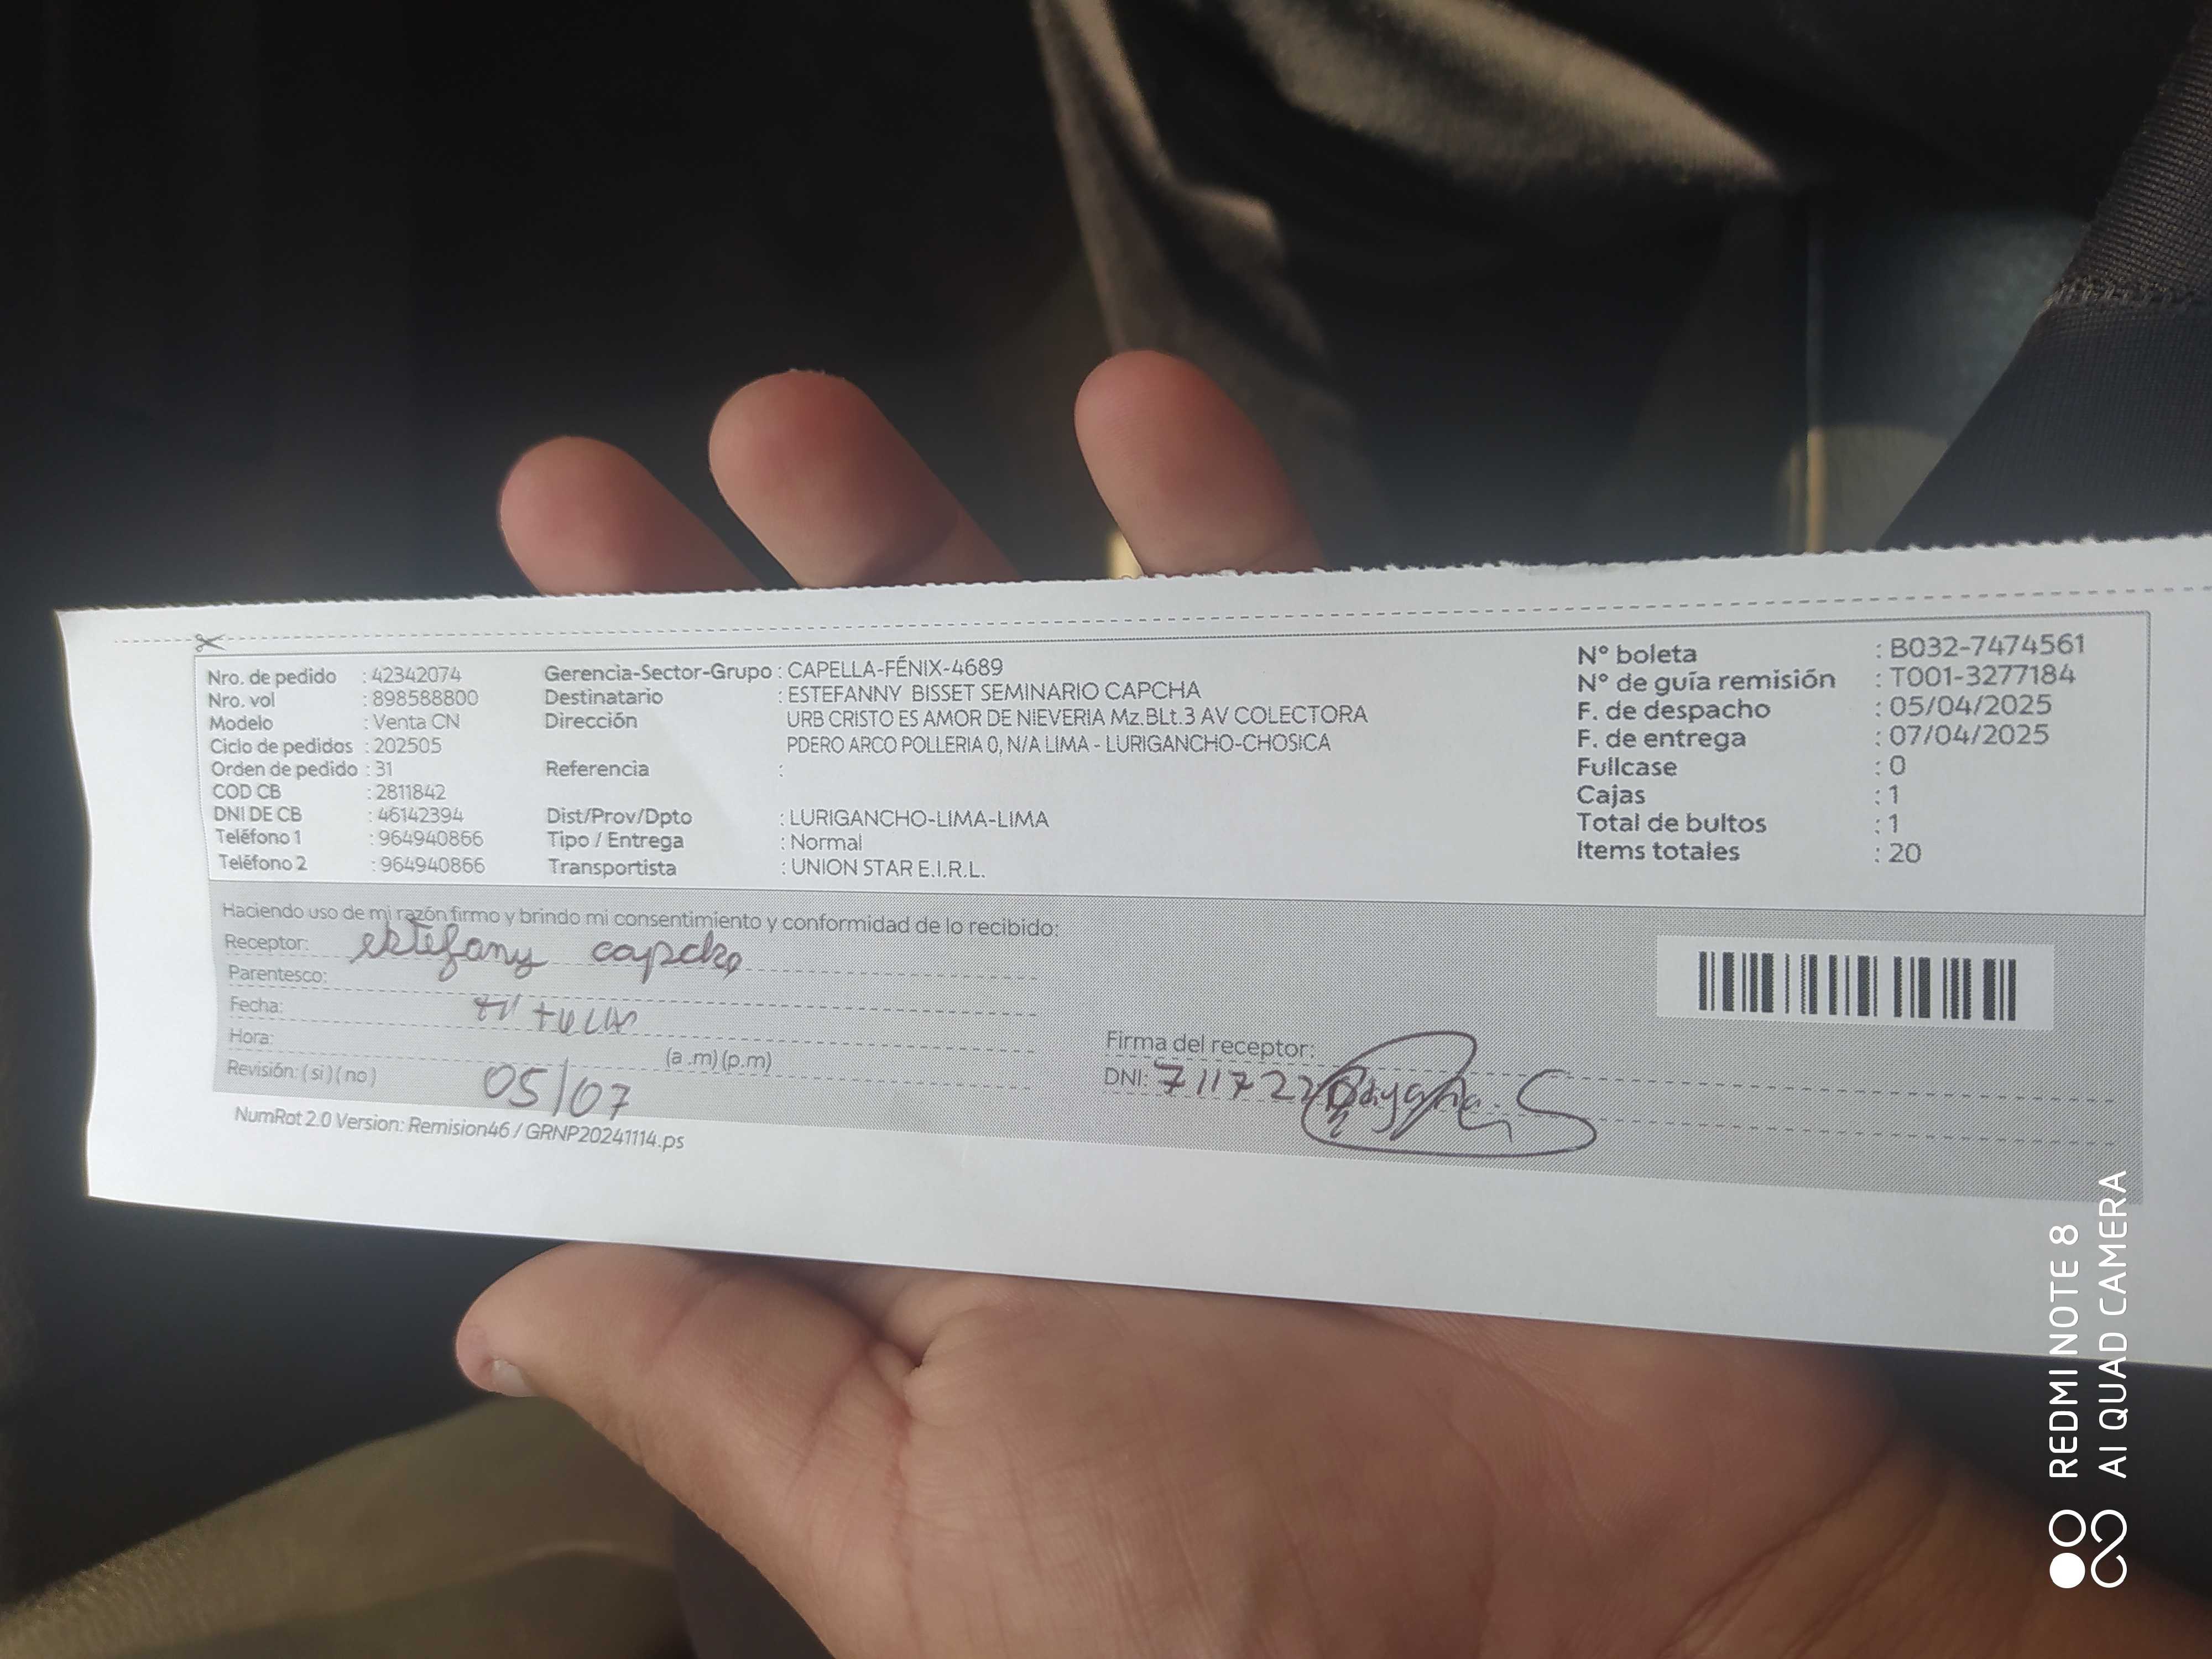 Nro. de pedido : 42342074
Nro. vol : 898588800
Modelo : Venta CN
Ciclo de pedidos : 202505
Orden de pedido : 31
COD CB : 2811842
DNI DE CB : 46142394
Teléfono 1 : 964940866
Teléfono 2 : 964940866
Gerencia-Sector-Grupo : CAPELLA-FÉNIX-4689
Destinatario : ESTEFANNY BISSET SEMINARIO CAPCHA
Dirección URB CRISTO ES AMOR DE NIEVERIA Mz.BLt.3 AV COLECTORA
PDERO ARCO POLLERIA 0, N/A LIMA - LURIGANCHO-CHOSICA
Referencia :
Dist/Prov/Dpto : LURIGANCHO-LIMA-LIMA
Tipo / Entrega : Normal
Transportista : UNION STAR E.I.R.L.
N° boleta : B032-7474561
N° de guía remisión : T001-3277184
F. de despacho : 05/04/2025
F. de entrega : 07/04/2025
Fullcase : 0
Cajas : 1
Total de bultos : 1
Items totales : 20
Haciendo uso de mi razón firmo y brindo mi consentimiento y conformidad de lo recibido:
Receptor: estefany capcha
Parentesco:
Fecha:
Hora: (a .m) (p.m)
Revisión: ( si ) ( no ) 05/07
Firma del receptor:
DNI: 711722
NumRot 2.0 Version: Remision46 / GRNP20241114.ps
REDMI NOTE 8
AI QUAD CAMERA